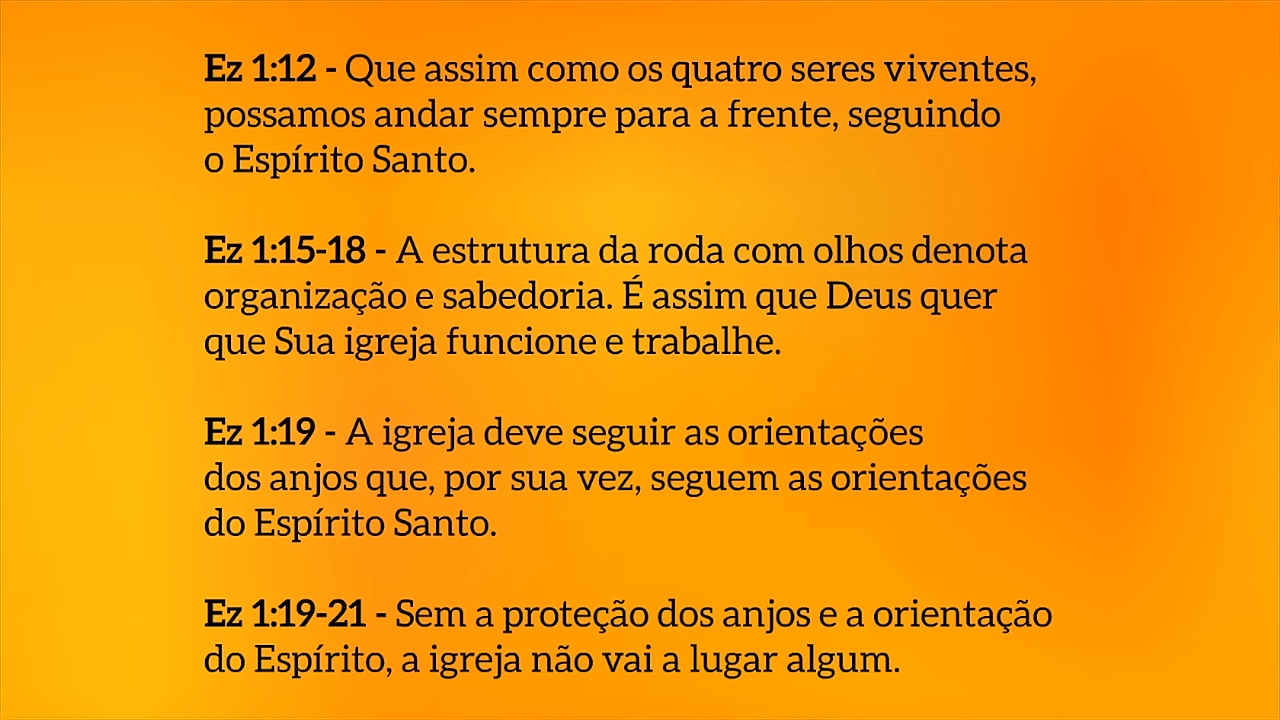 Ez 1:12 - Que assim como os quatro seres viventes,
possamos andar sempre para a frente, seguindo
o Espírito Santo.
Ez 1:15-18 - A estrutura da roda com olhos denota
organização e sabedoria. É assim que Deus quer
que Sua igreja funcione e trabalhe.
Ez 1:19 - A igreja deve seguir as orientações
dos anjos que, por sua vez, seguem as orientações
do Espírito Santo.
Ez 1:19-21 - Sem a proteção dos anjos e a orientação
do Espírito, a igreja não vai a lugar algum.